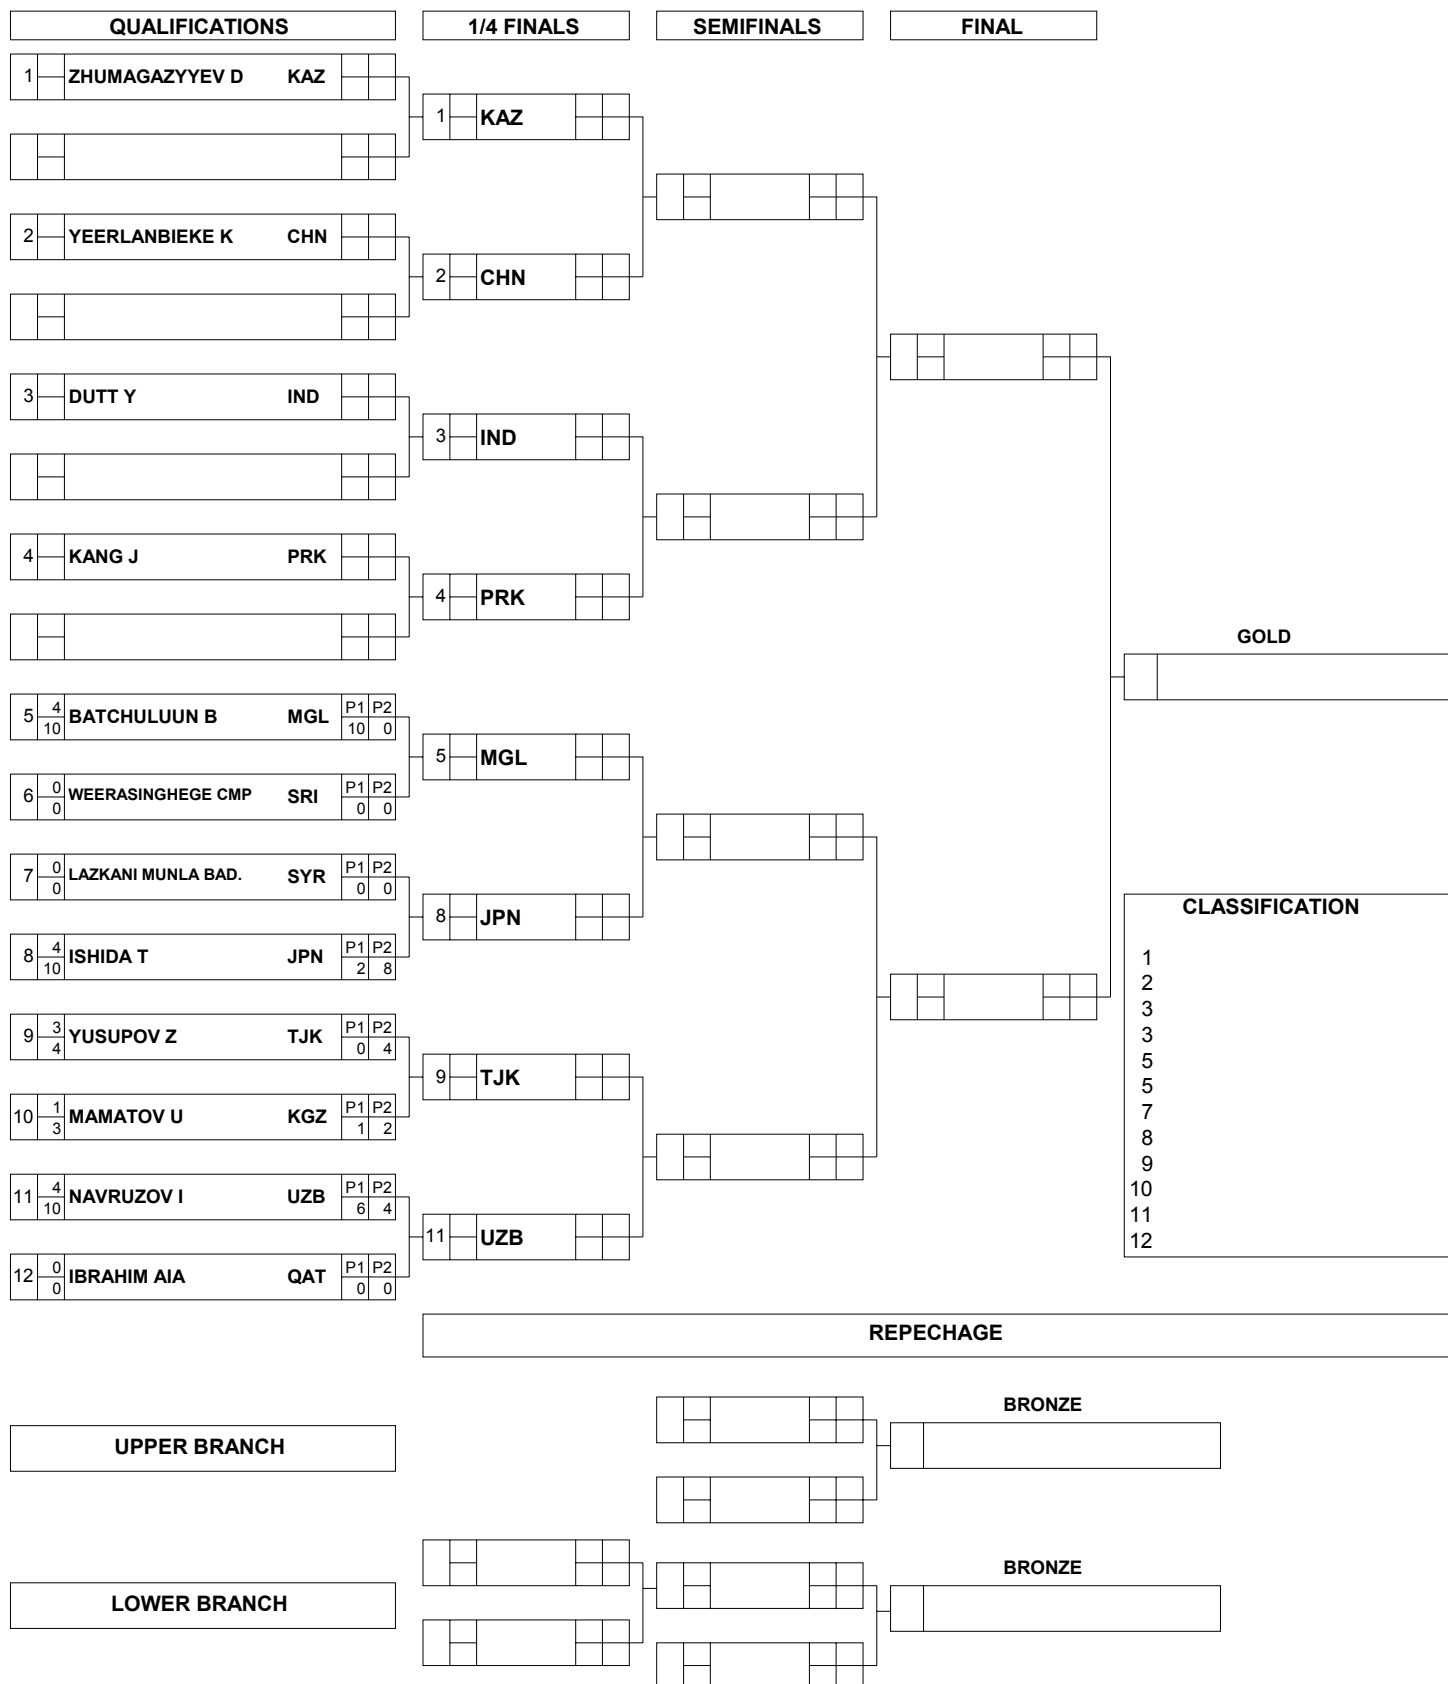 QUALIFICATIONS 1/4 FINALS SEMIFINALS FINAL
1 ZHUMAGAZYYEV D KAZ
1 KAZ
2 YEERLANBIEKE K CHN
2 CHN
3 DUTT Y IND
3 IND
4 KANG J PRK
4 PRK
GOLD
5 4 10 BATCHULUUN B MGL P1 P2 10 0
5 MGL
6 0 0 WEERASINGHEGE CMP SRI P1 P2 0 0
7 0 0 LAZKANI MUNLA BAD. SYR P1 P2 0 0
8 JPN
8 4 10 ISHIDA T JPN P1 P2 2 8
9 3 4 YUSUPOV Z TJK P1 P2 0 4
9 TJK
10 1 3 MAMATOV U KGZ P1 P2 1 2
11 4 10 NAVRUZOV I UZB P1 P2 6 4
11 UZB
12 0 0 IBRAHIM AIA QAT P1 P2 0 0
CLASSIFICATION
1
2
3
3
5
5
7
8
9
10
11
12
REPECHAGE
BRONZE
UPPER BRANCH
BRONZE
LOWER BRANCH